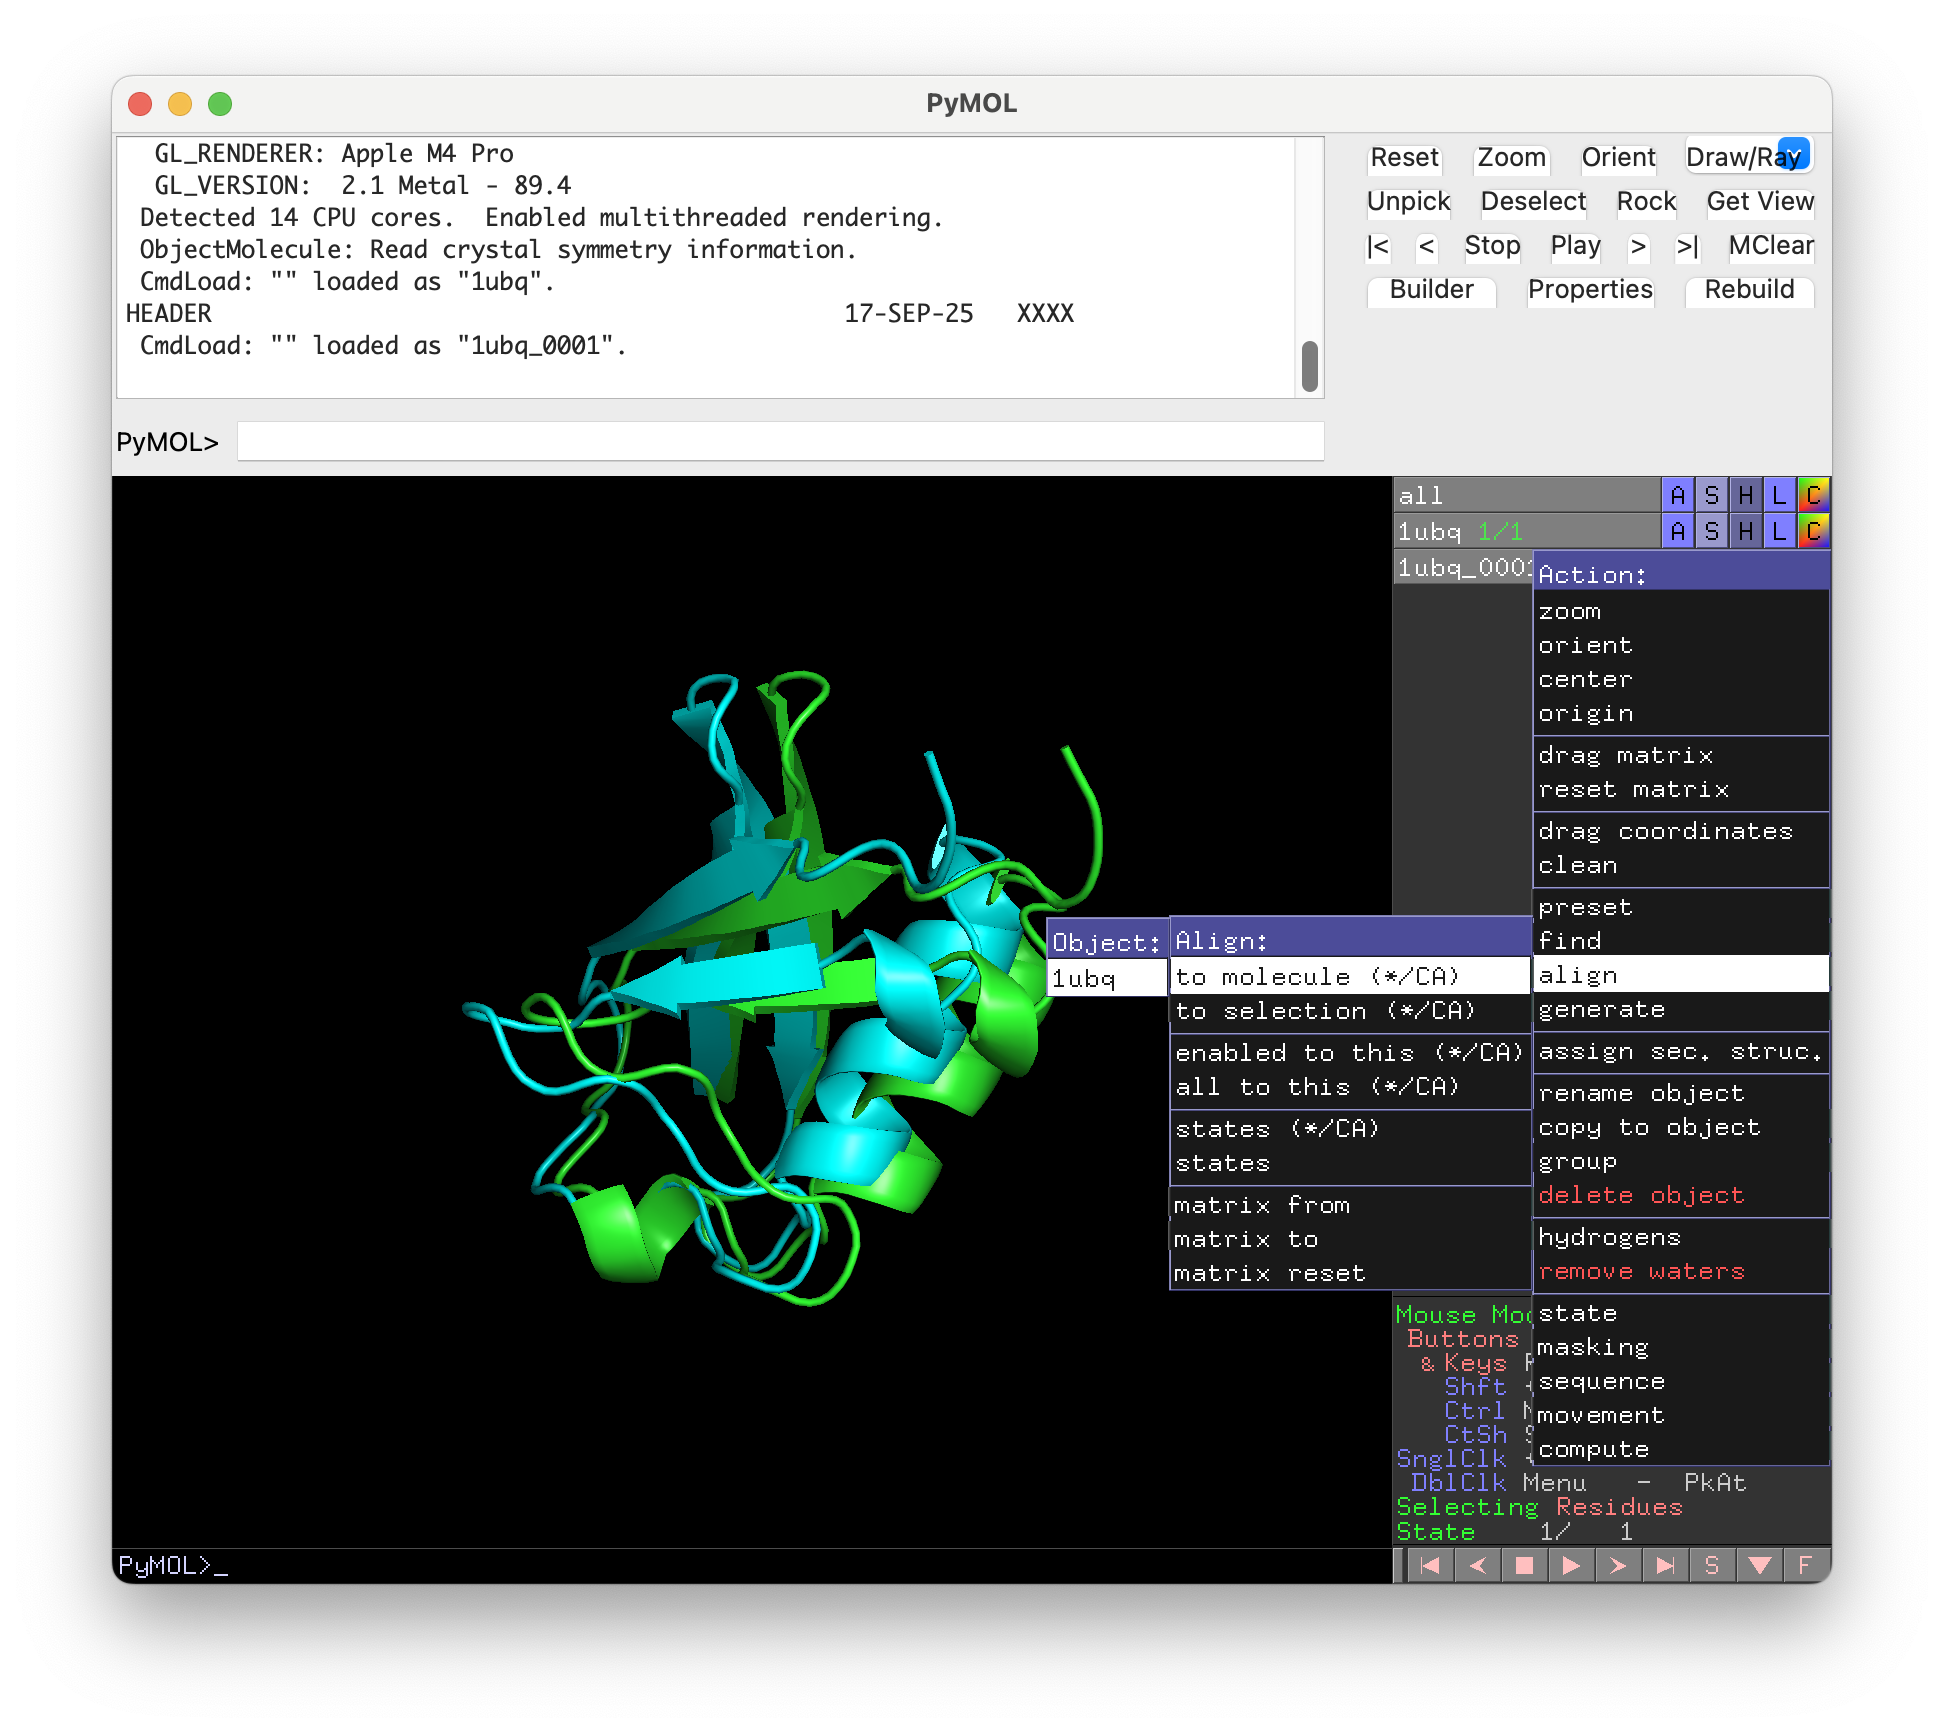 PyMOL
GL_RENDERER: Apple M4 Pro
GL_VERSION:  2.1 Metal - 89.4
Detected 14 CPU cores.  Enabled multithreaded rendering.
ObjectMolecule: Read crystal symmetry information.
CmdLoad: "" loaded as "1ubq".
HEADER                                            17-SEP-25   XXXX
CmdLoad: "" loaded as "1ubq_0001".
PyMOL>
Reset Zoom Orient Draw/Ray
Unpick Deselect Rock Get View
|< < Stop Play > >| MClear
Builder Properties Rebuild
all A S H L C
1ubq 1/1 A S H L C
1ubq_0001
Action:
zoom
orient
center
origin
drag matrix
reset matrix
drag coordinates
clean
preset
find
align
generate
assign sec. struc.
rename object
copy to object
group
delete object
hydrogens
remove waters
state
masking
sequence
movement
compute
Align:
to molecule (*/CA)
to selection (*/CA)
enabled to this (*/CA)
all to this (*/CA)
states (*/CA)
states
matrix from
matrix to
matrix reset
Object:
1ubq
Mouse
Buttons
& Keys
Shft
Ctrl
CtSh
SnglClk
DblClk Menu - PkAt
Selecting Residues
State 1/ 1
PyMOL>_
S F